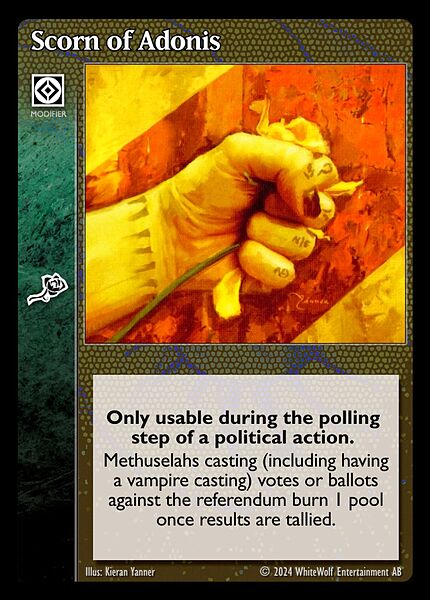 Scorn of Adonis
MODIFIER
Only usable during the polling
step of a political action.
Methuselahs casting (including having
a vampire casting) votes or ballots
against the referendum burn 1 pool
once results are tallied.
Illus: Kieran Yanner
© 2024 WhiteWolf Entertainment AB